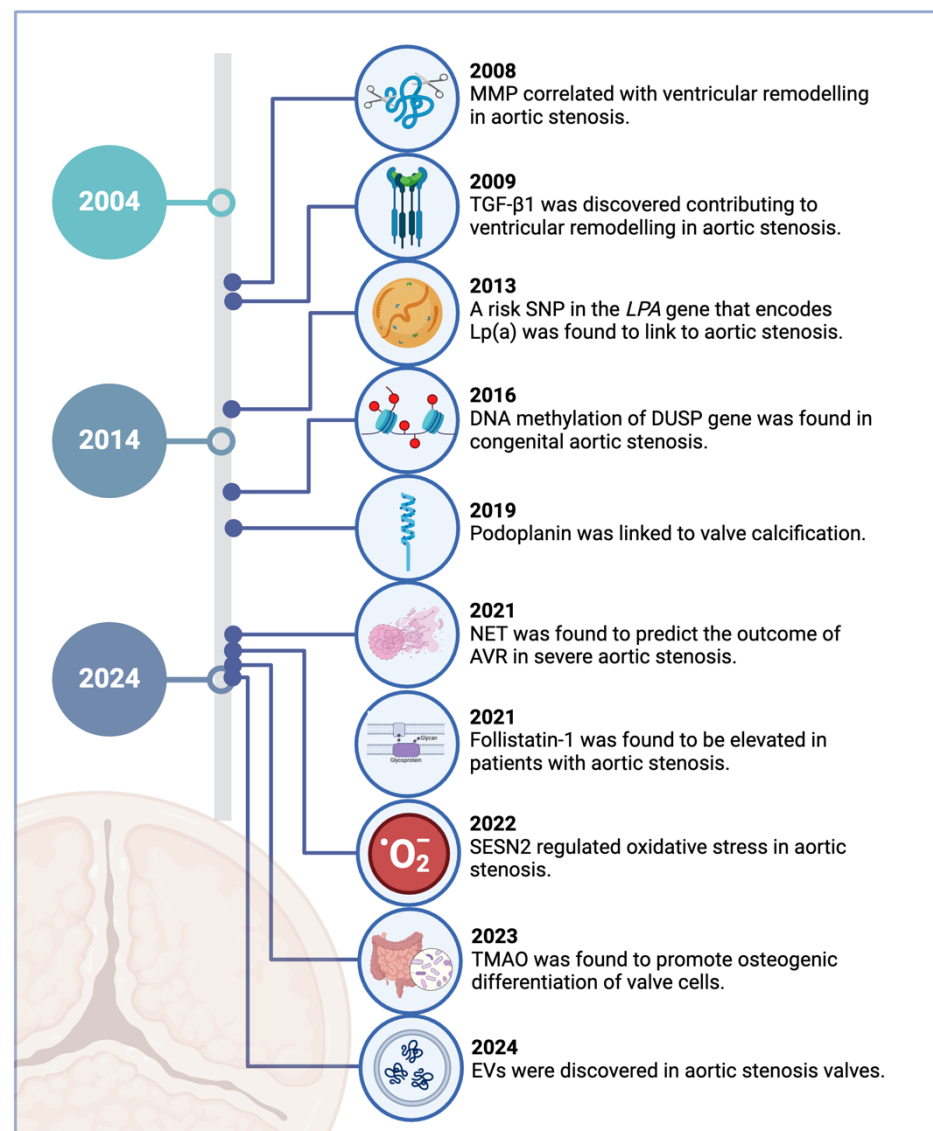 2004
2014
2024
2008
MMP correlated with ventricular remodelling
in aortic stenosis.
2009
TGF-β1 was discovered contributing to
ventricular remodelling in aortic stenosis.
2013
A risk SNP in the LPA gene that encodes
Lp(a) was found to link to aortic stenosis.
2016
DNA methylation of DUSP gene was found in
congenital aortic stenosis.
2019
Podoplanin was linked to valve calcification.
2021
NET was found to predict the outcome of
AVR in severe aortic stenosis.
Glycan
Glycoprotein
2021
Follistatin-1 was found to be elevated in
patients with aortic stenosis.
•O₂⁻
2022
SESN2 regulated oxidative stress in aortic
stenosis.
2023
TMAO was found to promote osteogenic
differentiation of valve cells.
2024
EVs were discovered in aortic stenosis valves.